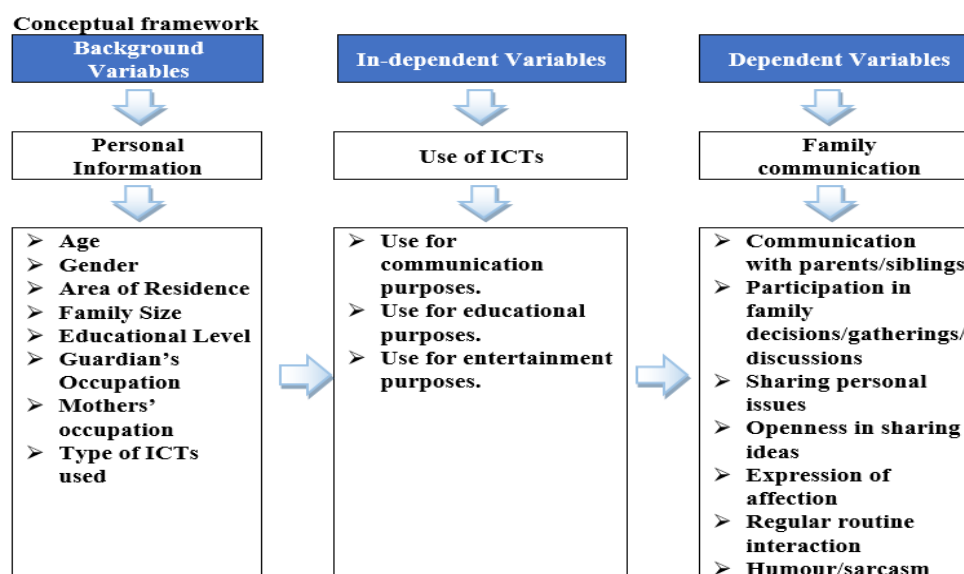 Conceptual framework
Background
Variables
Personal
Information
➢ Age
➢ Gender
➢ Area of Residence
➢ Family Size
➢ Educational Level
➢ Guardian's
Occupation
➢ Mothers'
occupation
➢ Type of ICTs
used
In-dependent Variables
Use of ICTs
➢ Use for
communication
purposes.
➢ Use for educational
purposes.
➢ Use for entertainment
purposes.
Dependent Variables
Family
communication
➢ Communication
with parents/siblings
➢ Participation in
family
decisions/gatherings/
discussions
➢ Sharing personal
issues
➢ Openness in sharing
ideas
➢ Expression of
affection
➢ Regular routine
interaction
➢ Humour/sarcasm